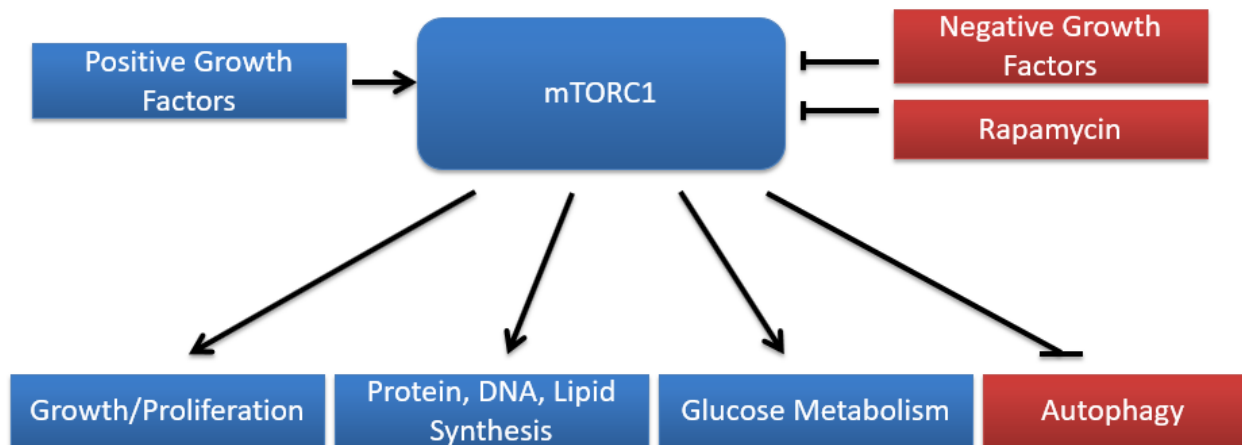 Positive Growth
Factors
mTORC1
Negative Growth
Factors
Rapamycin
Growth/Proliferation
Protein, DNA, Lipid
Synthesis
Glucose Metabolism
Autophagy